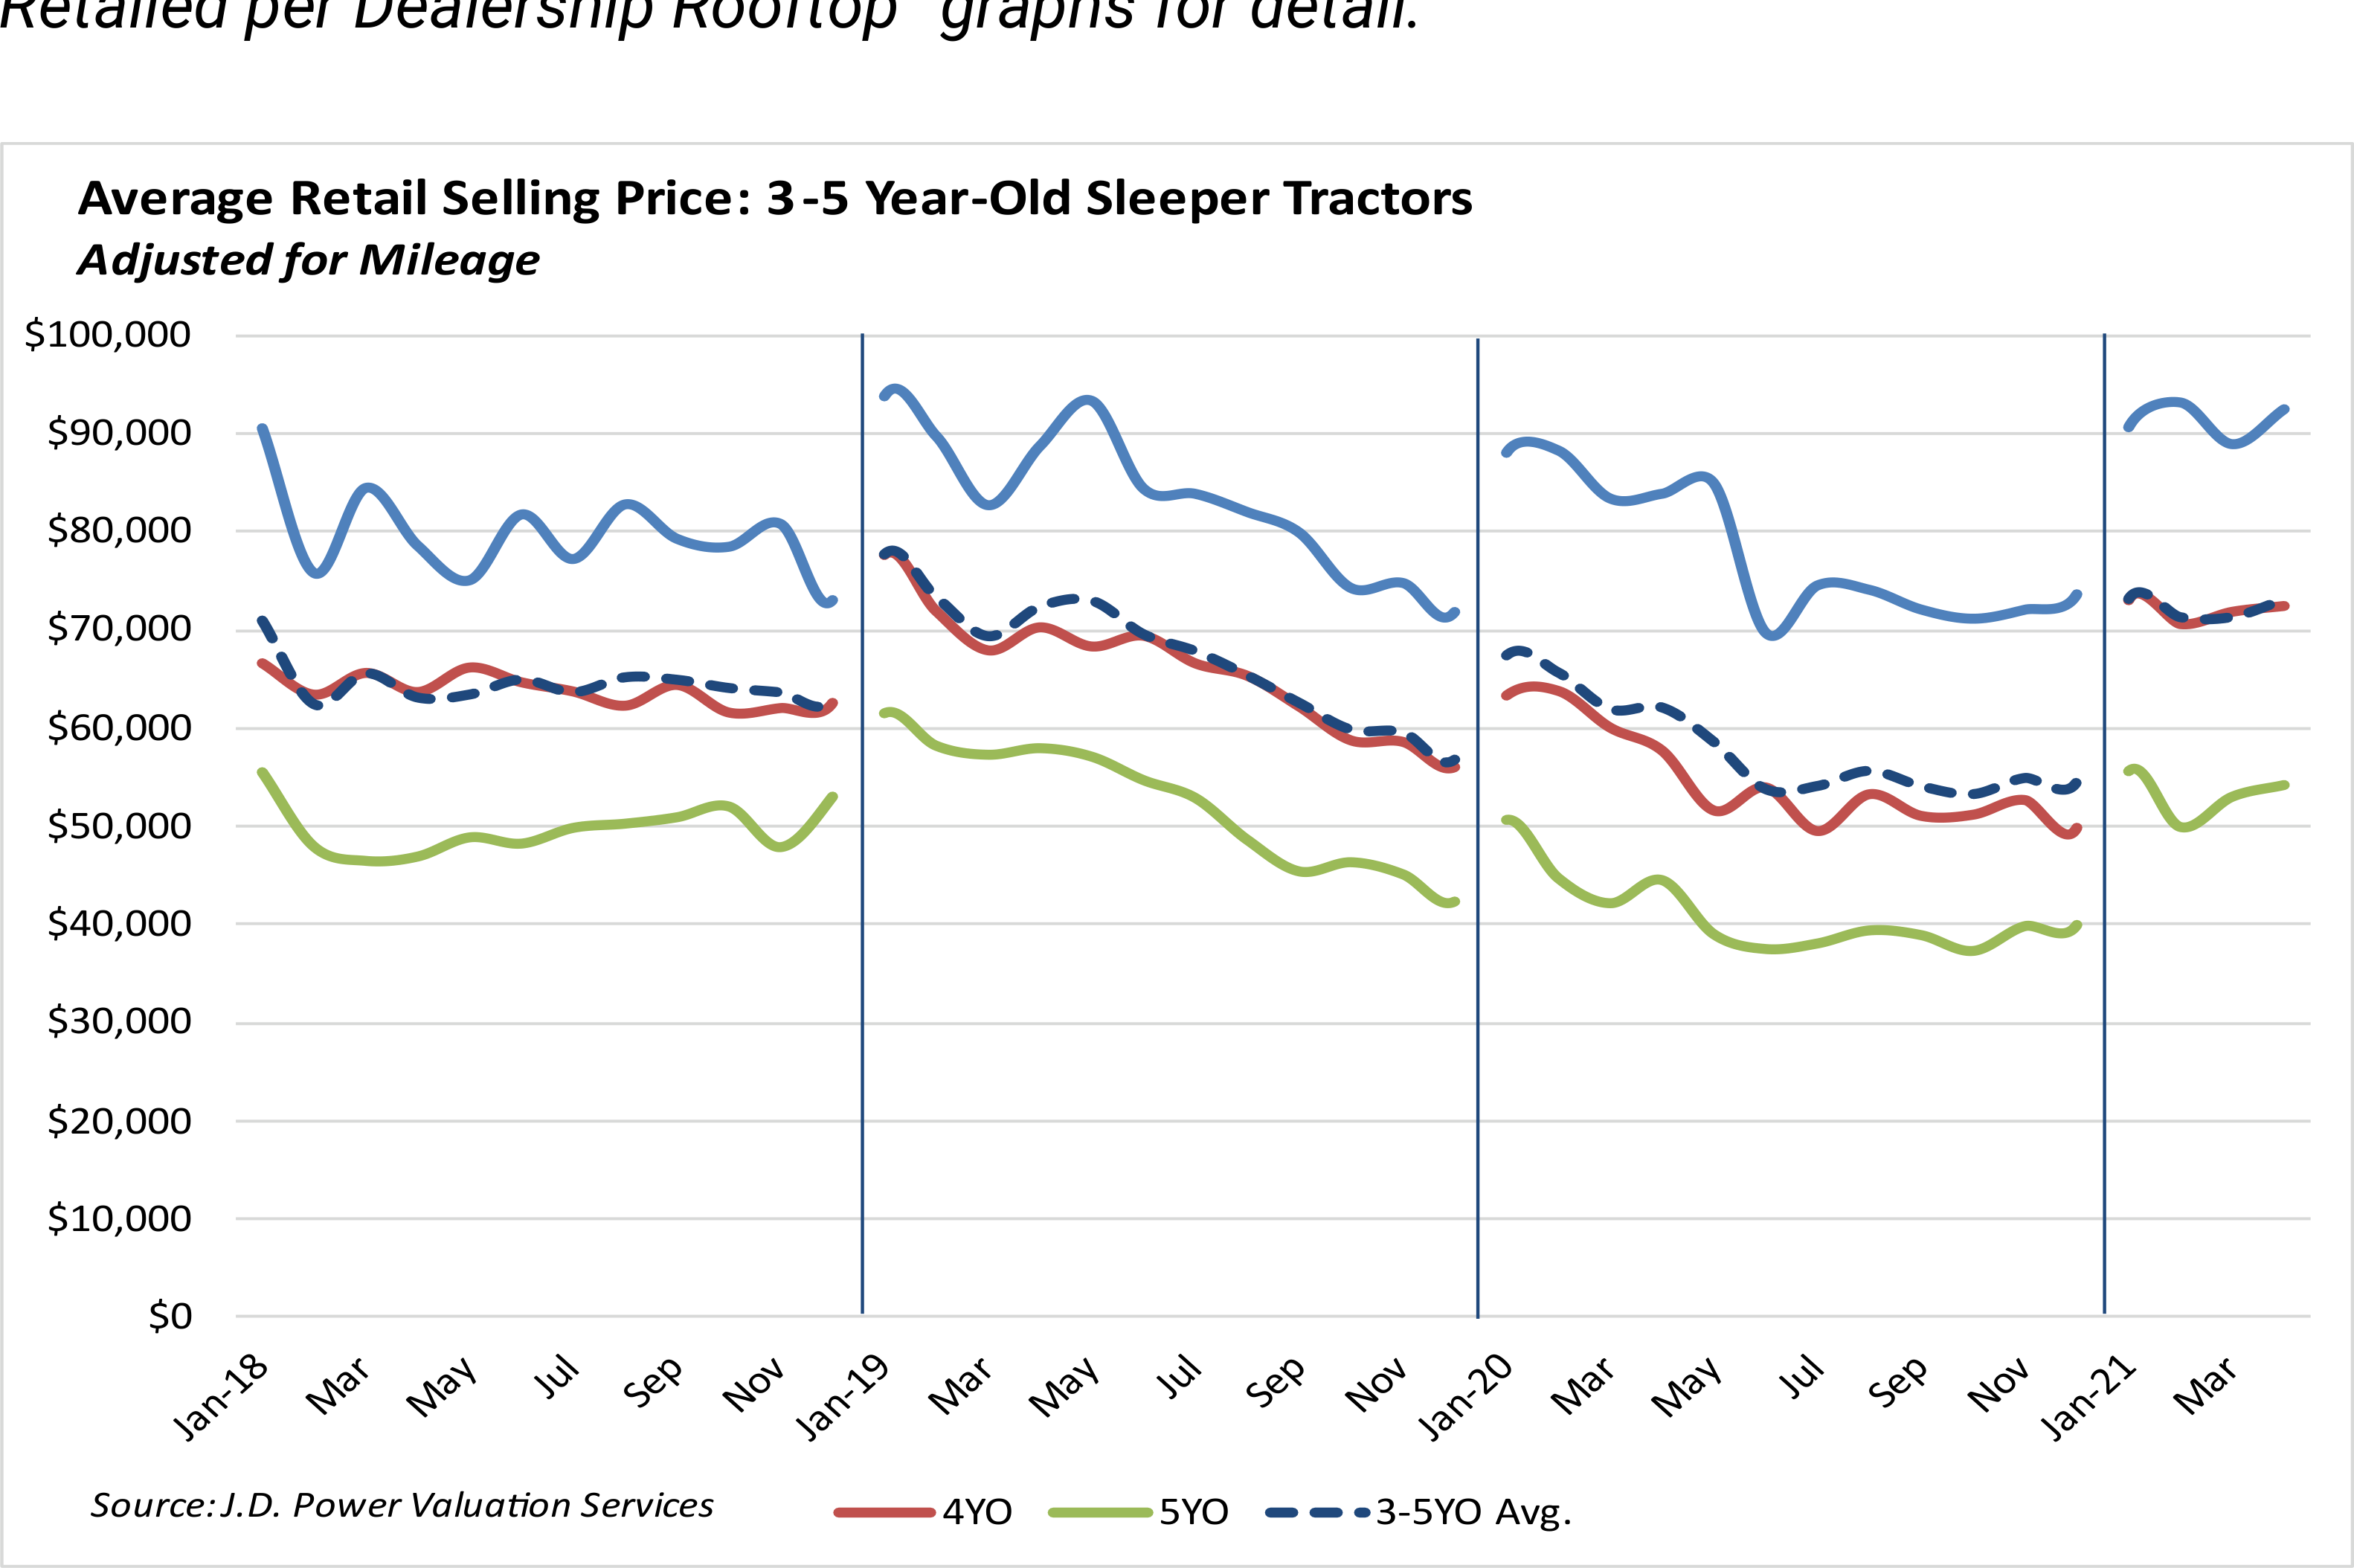 Retailed per Dealership Rooftop" graphs for detail.
Average Retail Selling Price: 3-5 Year-Old Sleeper Tractors
Adjusted for Mileage
$100,000
$90,000
$80,000
$70,000
$60,000
$50,000
$40,000
$30,000
$20,000
$10,000
$0
Jan-18 Mar May Jul Sep Nov Jan-19 Mar May Jul Sep Nov Jan-20 Mar May Jul Sep Nov Jan-21 Mar
Source: J.D. Power Valuation Services 4YO 5YO 3-5YO Avg.